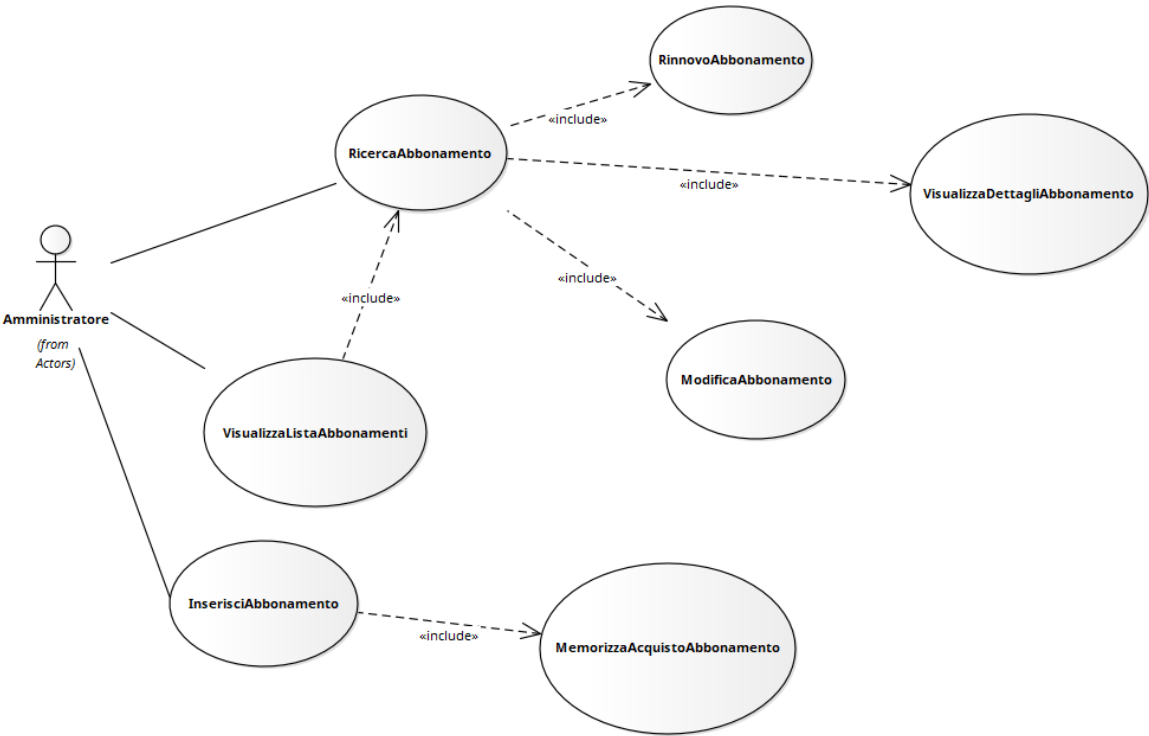 RinnovoAbbonamento
«include»
RicercaAbbonamento
«include»
VisualizzaDettagliAbbonamento
«include»
«include»
Amministratore
(from
Actors)
ModificaAbbonamento
VisualizzaListaAbbonamenti
InserisciAbbonamento
«include»
MemorizzaAcquistoAbbonamento